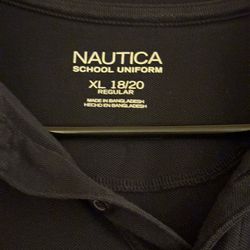 NAUTICA
SCHOOL UNIFORM
XL 18/20
REGULAR
MADE IN BANGLADESH
HECHO EN BANGLADESH